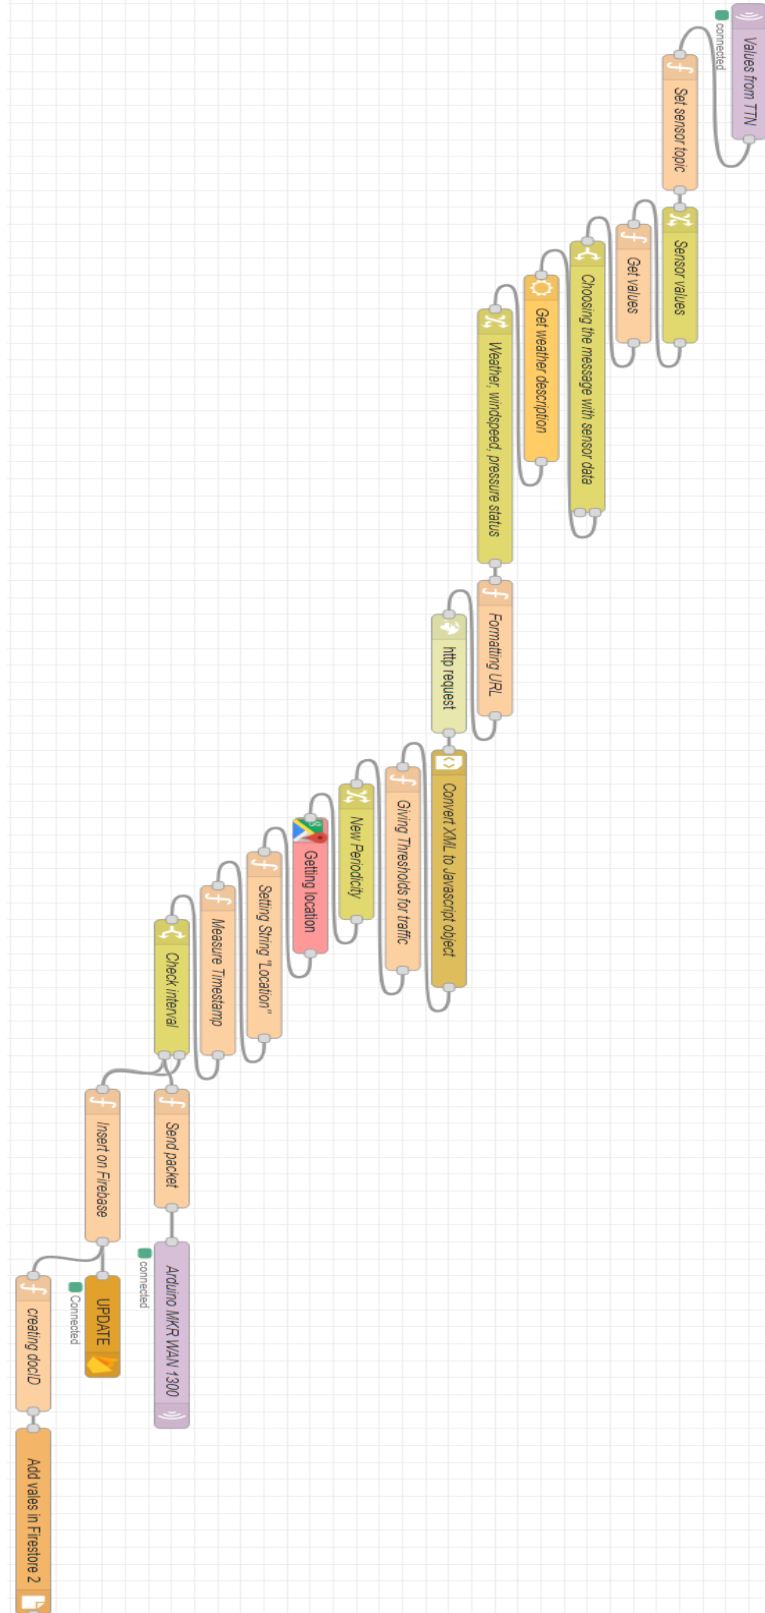 Values from TTN
connected
Set sensor topic
Sensor values
Get values
Choosing the message with sensor data
Get weather description
Weather, windspeed, pressure status
Formatting URL
http request
Convert XML to Javascript object
Giving Thresholds for traffic
New Periodicity
Getting location
Setting String "Location"
Measure Timestamp
Check interval
Send packet
Arduino MKR WAN 1300
connected
Insert on Firebase
UPDATE
Connected
creating docID
Add vales in Firestore 2